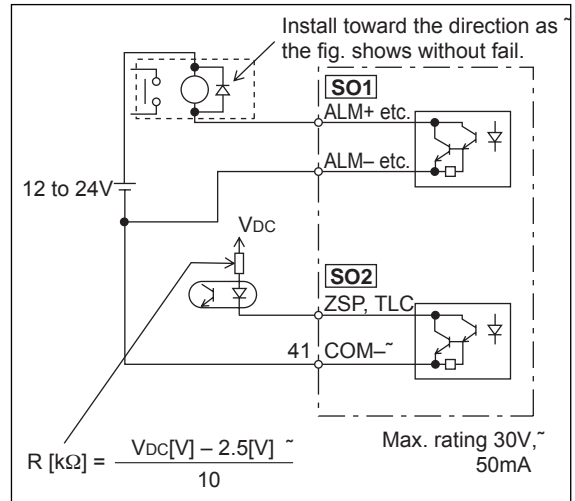 Install toward the direction as ~
the fig. shows without fail.
SO1
ALM+ etc.
ALM– etc.
12 to 24V
VDC
SO2
ZSP, TLC
41 COM–~
R [kΩ] = VDC[V] – 2.5[V] ~
10
Max. rating 30V,~
50mA